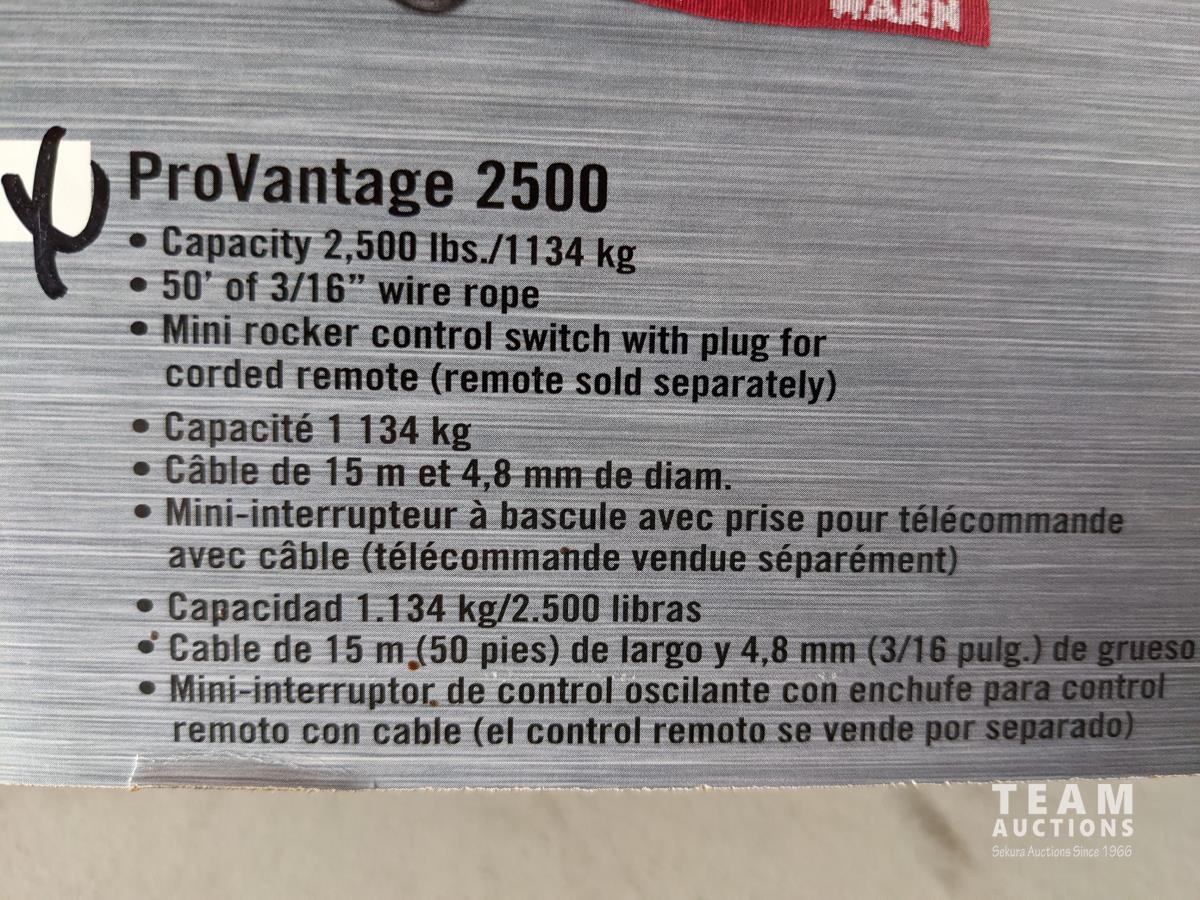 WARN
ProVantage 2500
• Capacity 2,500 lbs./1134 kg
• 50’ of 3/16” wire rope
• Mini rocker control switch with plug for
corded remote (remote sold separately)
• Capacité 1 134 kg
• Câble de 15 m et 4,8 mm de diam.
• Mini-interrupteur à bascule avec prise pour télécommande
avec câble (télécommande vendue séparément)
• Capacidad 1.134 kg/2.500 libras
• Cable de 15 m (50 pies) de largo y 4,8 mm (3/16 pulg.) de grueso
• Mini-interruptor de control oscilante con enchufe para control
remoto con cable (el control remoto se vende por separado)
TEAM
AUCTIONS
Sekura Auctions Since 1966